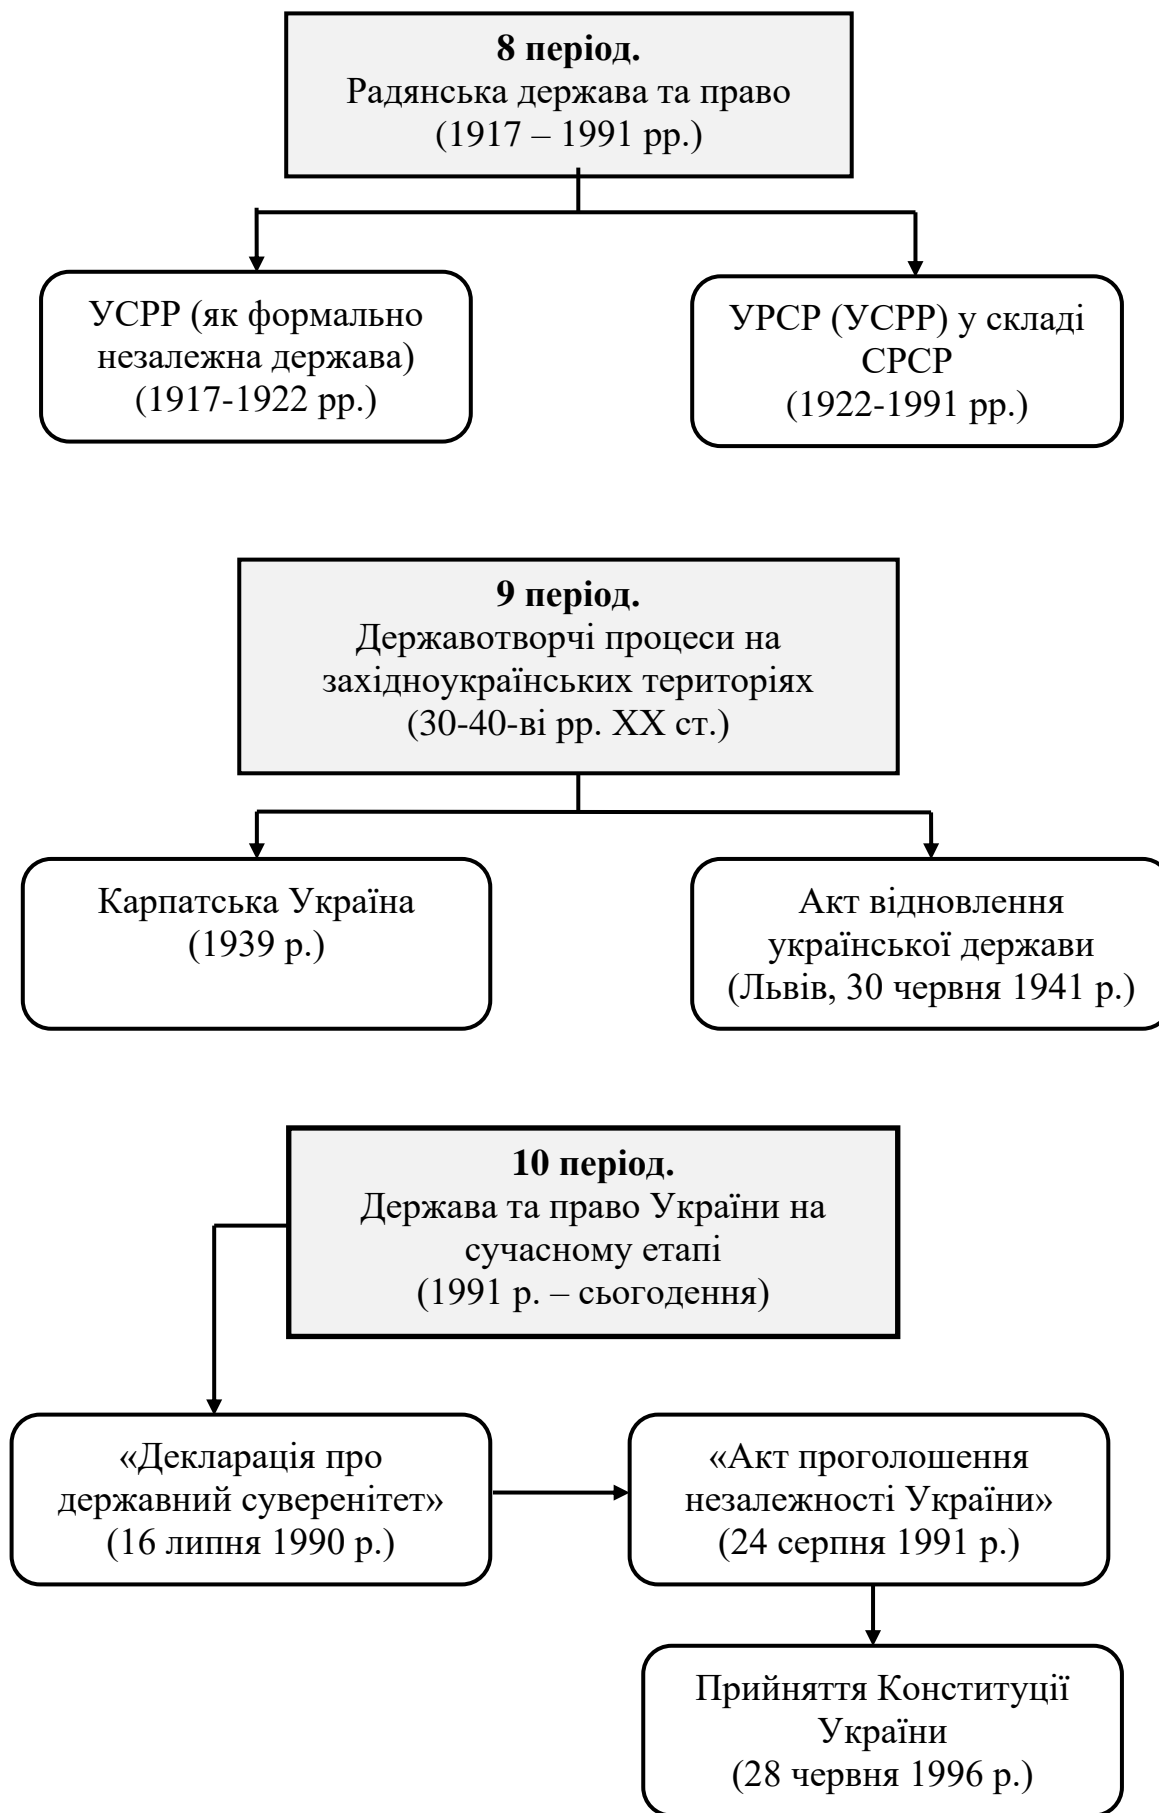 8 період.
Радянська держава та право
(1917 – 1991 рр.)
УСРР (як формально
незалежна держава)
(1917-1922 рр.)
УРСР (УСРР) у складі
СРСР
(1922-1991 рр.)
9 період.
Державотворчі процеси на
західноукраїнських територіях
(30-40-ві рр. ХХ ст.)
Карпатська Україна
(1939 р.)
Акт відновлення
української держави
(Львів, 30 червня 1941 р.)
10 період.
Держава та право України на
сучасному етапі
(1991 р. – сьогодення)
«Декларація про
державний суверенітет»
(16 липня 1990 р.)
«Акт проголошення
незалежності України»
(24 серпня 1991 р.)
Прийняття Конституції
України
(28 червня 1996 р.)